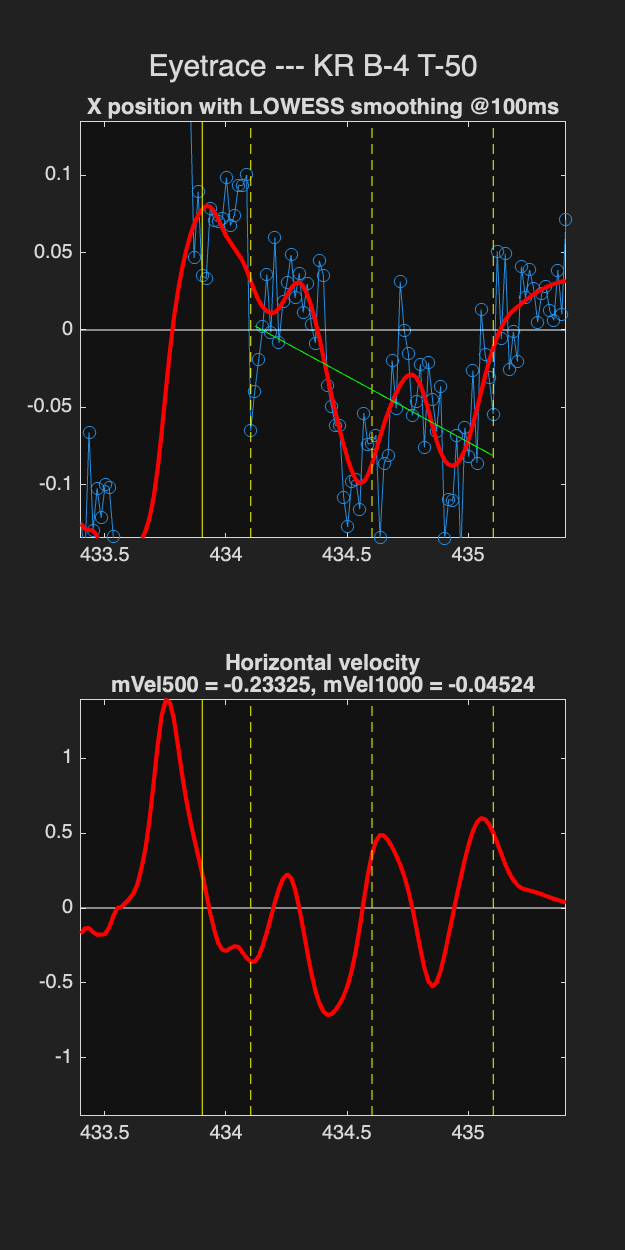 Eyetrace --- KR B-4 T-50
X position with LOWESS smoothing @100ms
0.1
0.05
0
-0.05
-0.1
433.5 434 434.5 435
Horizontal velocity
mVel500 = -0.23325, mVel1000 = -0.04524
1
0.5
0
-0.5
-1
433.5 434 434.5 435